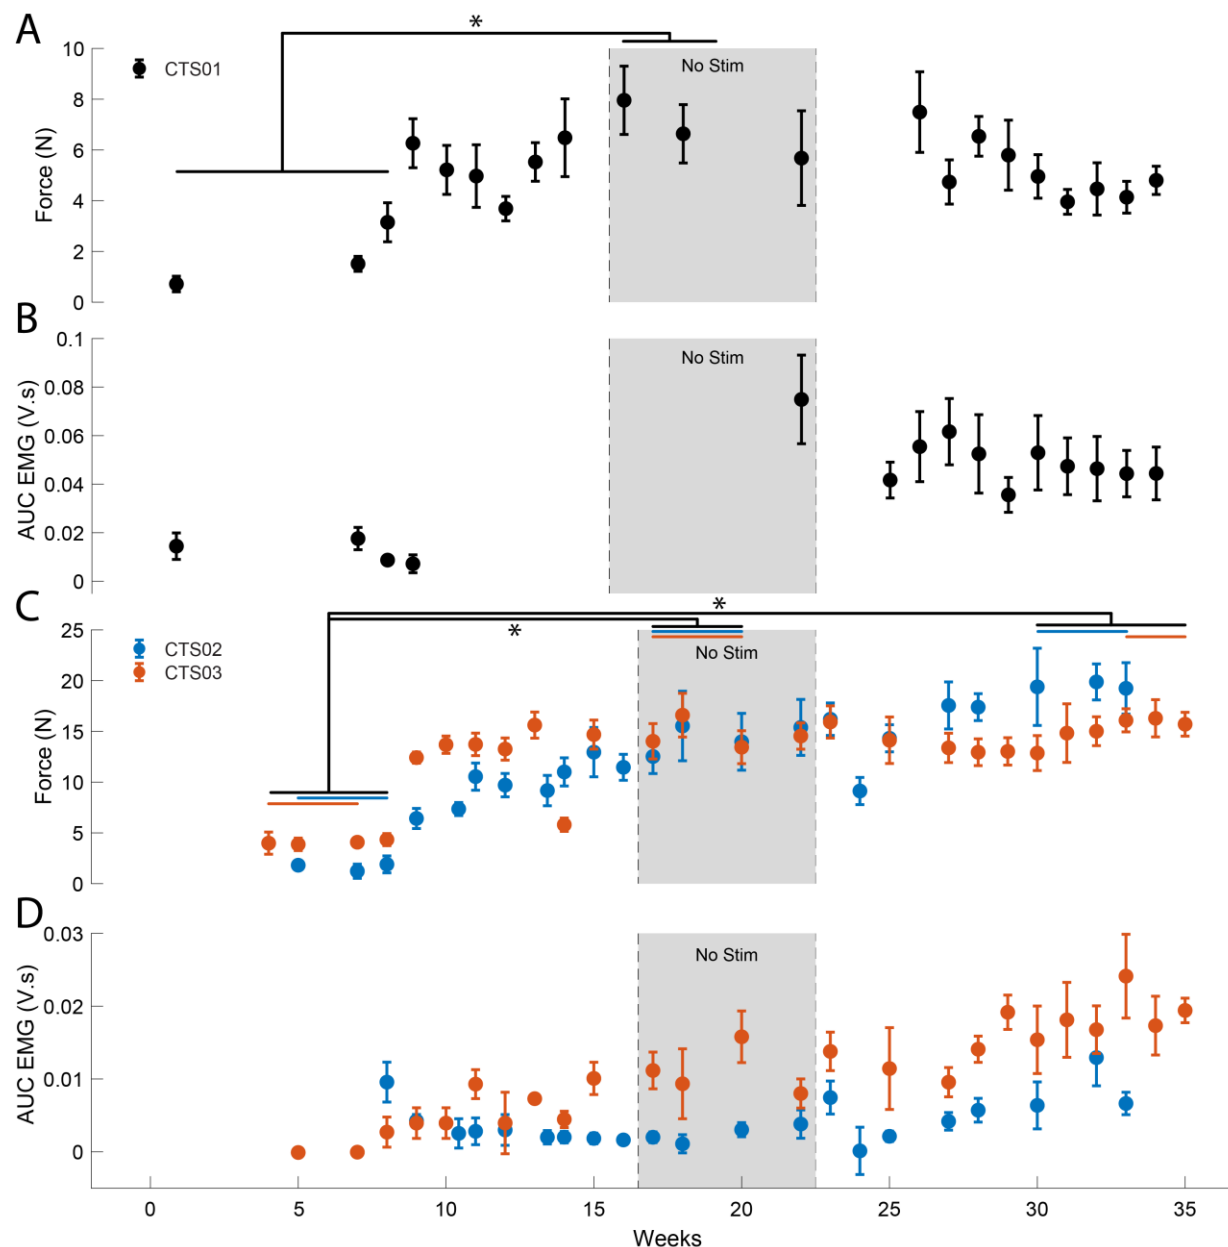 A
*
10
No Stim
CTS01
8
6
Force (N)
4
2
0
B
0.1
No Stim
0.08
AUC EMG (V.s)
0.06
0.04
0.02
0
C
*
*
25
CTS02
No Stim
CTS03
20
15
Force (N)
10
5
0
D
0.03
No Stim
0.02
AUC EMG (V.s)
0.01
0
0 5 10 15 20 25 30 35
Weeks